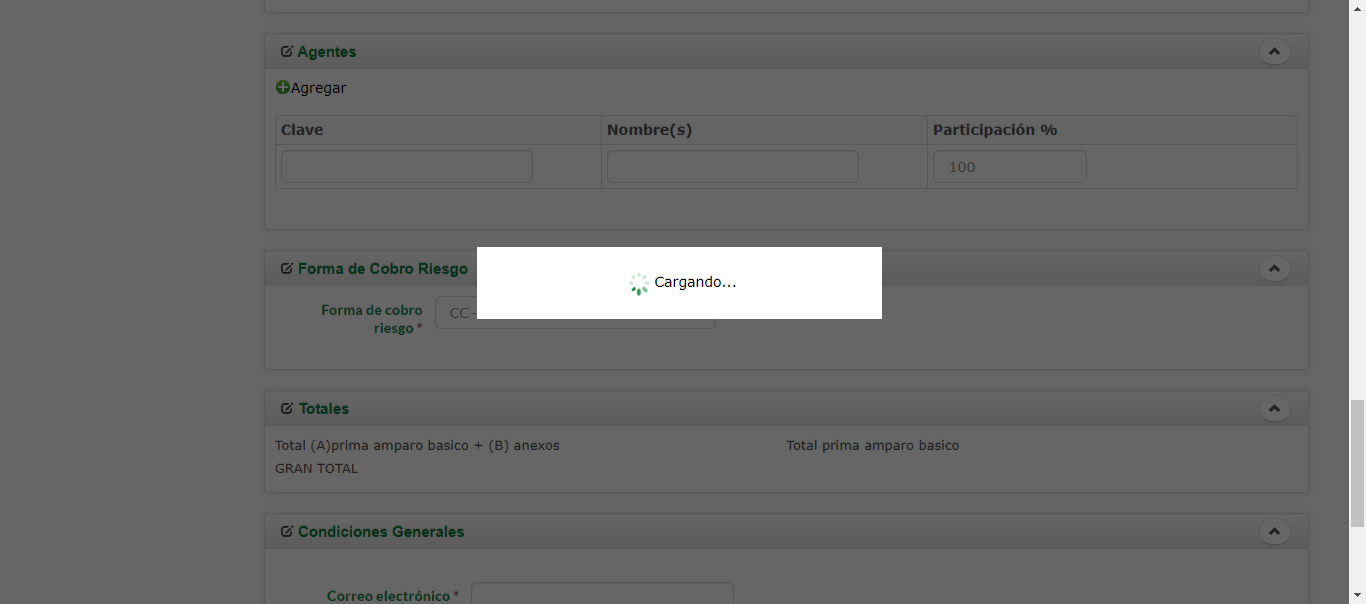 Agentes
Agregar
Clave Nombre(s) Participación %
100
Forma de Cobro Riesgo
Cargando...
Forma de cobro
riesgo *
CC -
Totales
Total (A)prima amparo basico + (B) anexos Total prima amparo basico
GRAN TOTAL
Condiciones Generales
Correo electrónico *